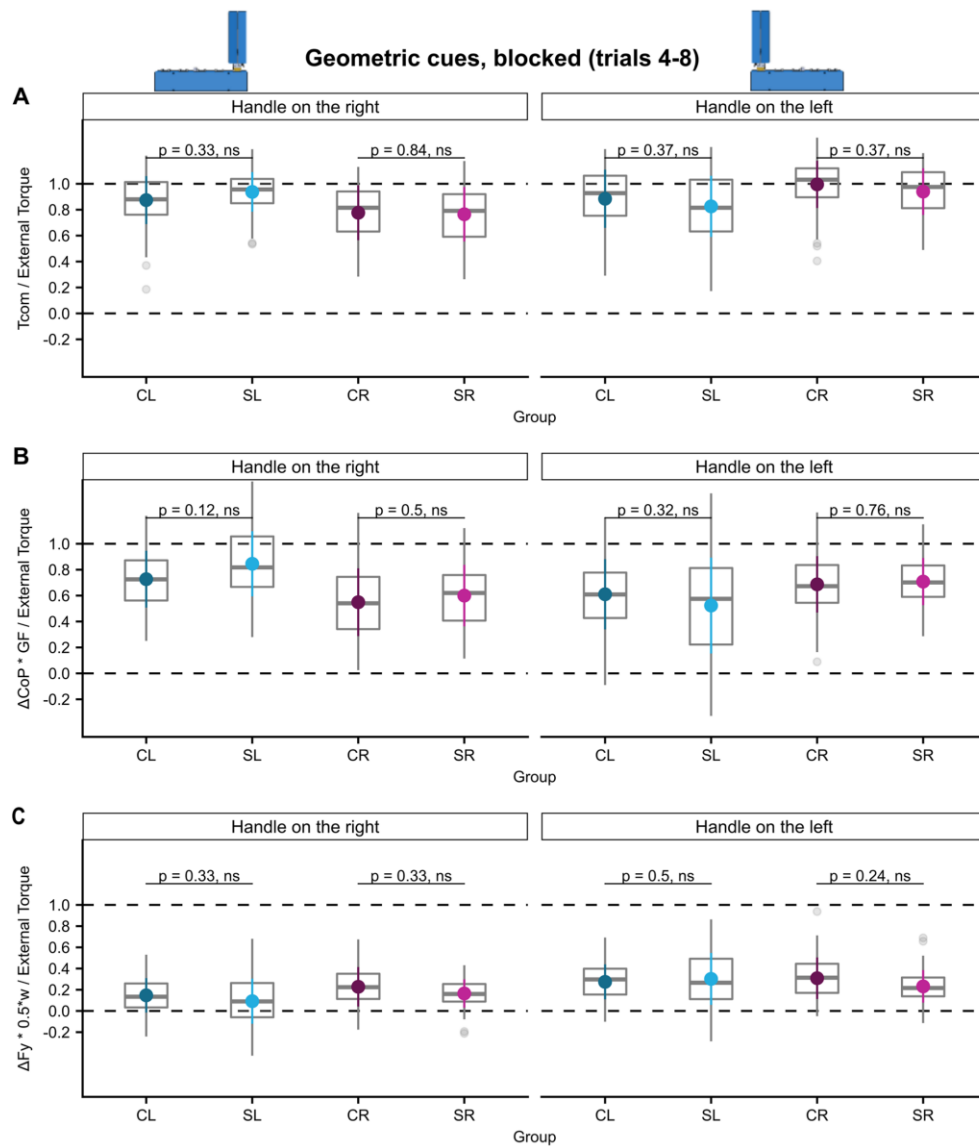 Geometric cues, blocked (trials 4-8)
A
Handle on the right
Handle on the left
p = 0.33, ns
p = 0.84, ns
p = 0.37, ns
p = 0.37, ns
Tcom / External Torque
1.0
0.8
0.6
0.4
0.2
0.0
-0.2
CL
SL
CR
SR
CL
SL
CR
SR
Group
Group
B
Handle on the right
Handle on the left
p = 0.12, ns
p = 0.5, ns
p = 0.32, ns
p = 0.76, ns
ΔCoP * GF / External Torque
1.0
0.8
0.6
0.4
0.2
0.0
-0.2
CL
SL
CR
SR
CL
SL
CR
SR
Group
Group
C
Handle on the right
Handle on the left
p = 0.33, ns
p = 0.33, ns
p = 0.5, ns
p = 0.24, ns
ΔFy * 0.5*w / External Torque
1.0
0.8
0.6
0.4
0.2
0.0
-0.2
CL
SL
CR
SR
CL
SL
CR
SR
Group
Group